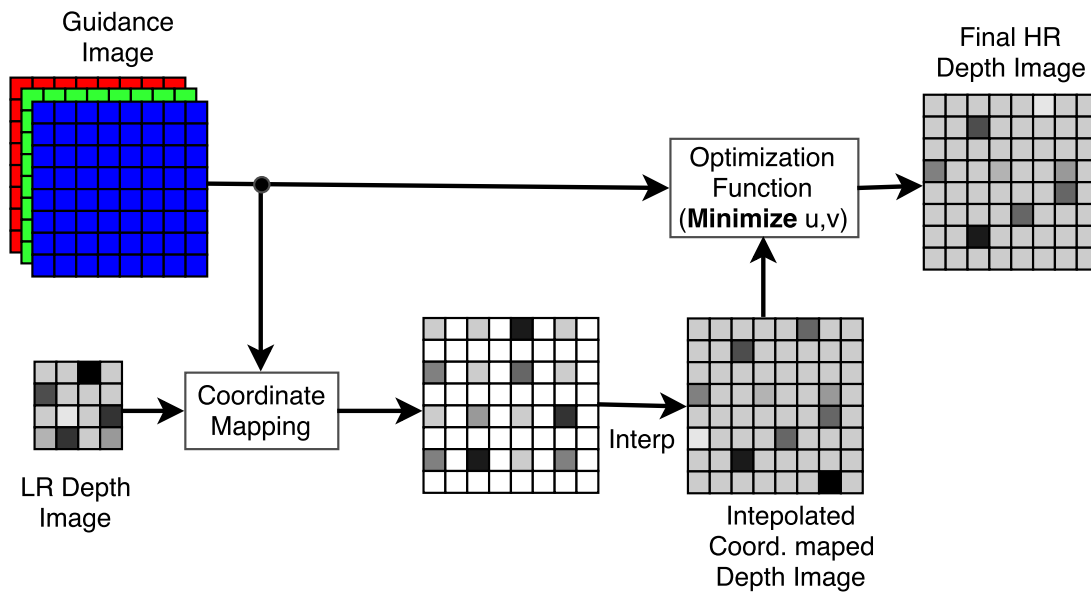 Guidance
Image
Final HR
Depth Image
Optimization
Function
(Minimize u,v)
Coordinate
Mapping
Interp
LR Depth
Image
Intepolated
Coord. maped
Depth Image